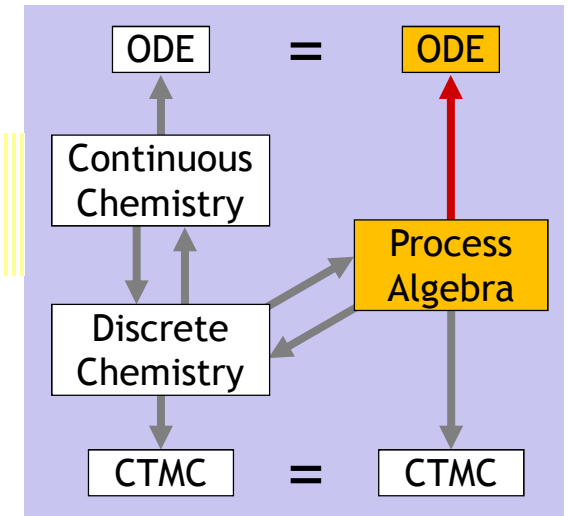 ODE = ODE
Continuous
Chemistry
Process
Algebra
Discrete
Chemistry
CTMC = CTMC